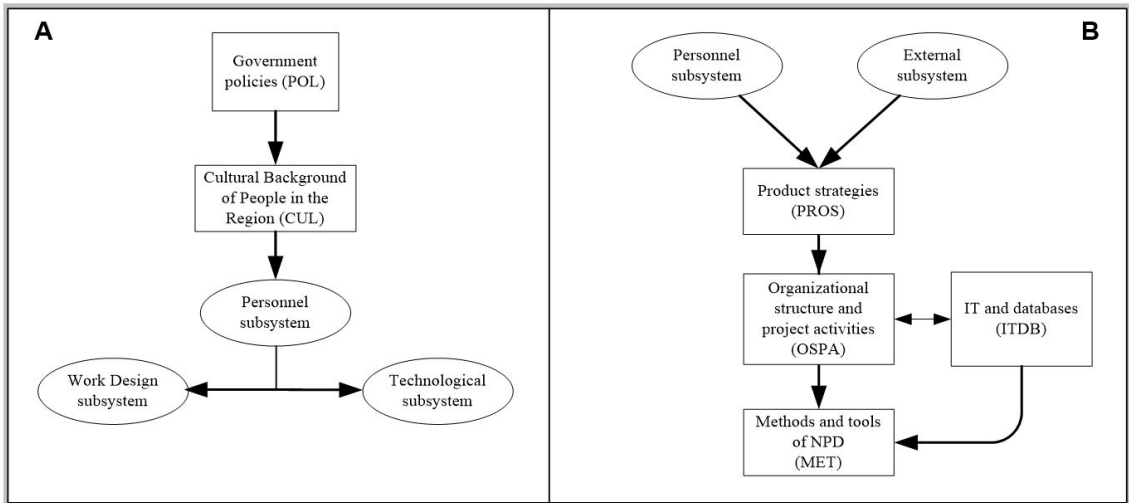 A
Government
policies (POL)
Cultural Background
of People in the
Region (CUL)
Personnel
subsystem
Work Design
subsystem
Technological
subsystem
B
Personnel
subsystem
External
subsystem
Product strategies
(PROS)
Organizational
structure and
project activities
(OSPA)
IT and databases
(ITDB)
Methods and tools
of NPD
(MET)